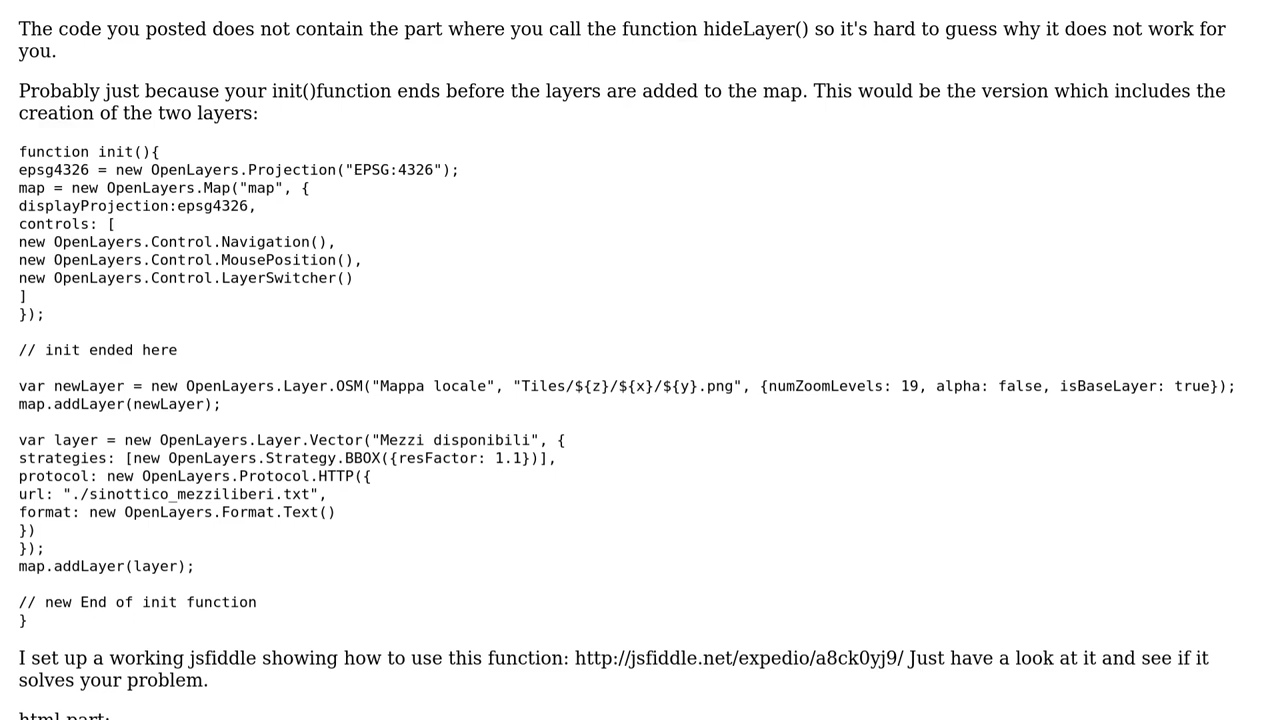 The code you posted does not contain the part where you call the function hideLayer() so it's hard to guess why it does not work for
you.
Probably just because your init()function ends before the layers are added to the map. This would be the version which includes the
creation of the two layers:
function init(){
epsg4326 = new OpenLayers.Projection("EPSG:4326");
map = new OpenLayers.Map("map", {
displayProjection:epsg4326,
controls: [
new OpenLayers.Control.Navigation(),
new OpenLayers.Control.MousePosition(),
new OpenLayers.Control.LayerSwitcher()
]
});
// init ended here
var newLayer = new OpenLayers.Layer.OSM("Mappa locale", "Tiles/${z}/${x}/${y}.png", {numZoomLevels: 19, alpha: false, isBaseLayer: true});
map.addLayer(newLayer);
var layer = new OpenLayers.Layer.Vector("Mezzi disponibili", {
strategies: [new OpenLayers.Strategy.BBOX({resFactor: 1.1})],
protocol: new OpenLayers.Protocol.HTTP({
url: "./sinottico_mezziliberi.txt",
format: new OpenLayers.Format.Text()
})
});
map.addLayer(layer);
// new End of init function
}
I set up a working jsfiddle showing how to use this function: http://jsfiddle.net/expedio/a8ck0yj9/ Just have a look at it and see if it
solves your problem.
html part: